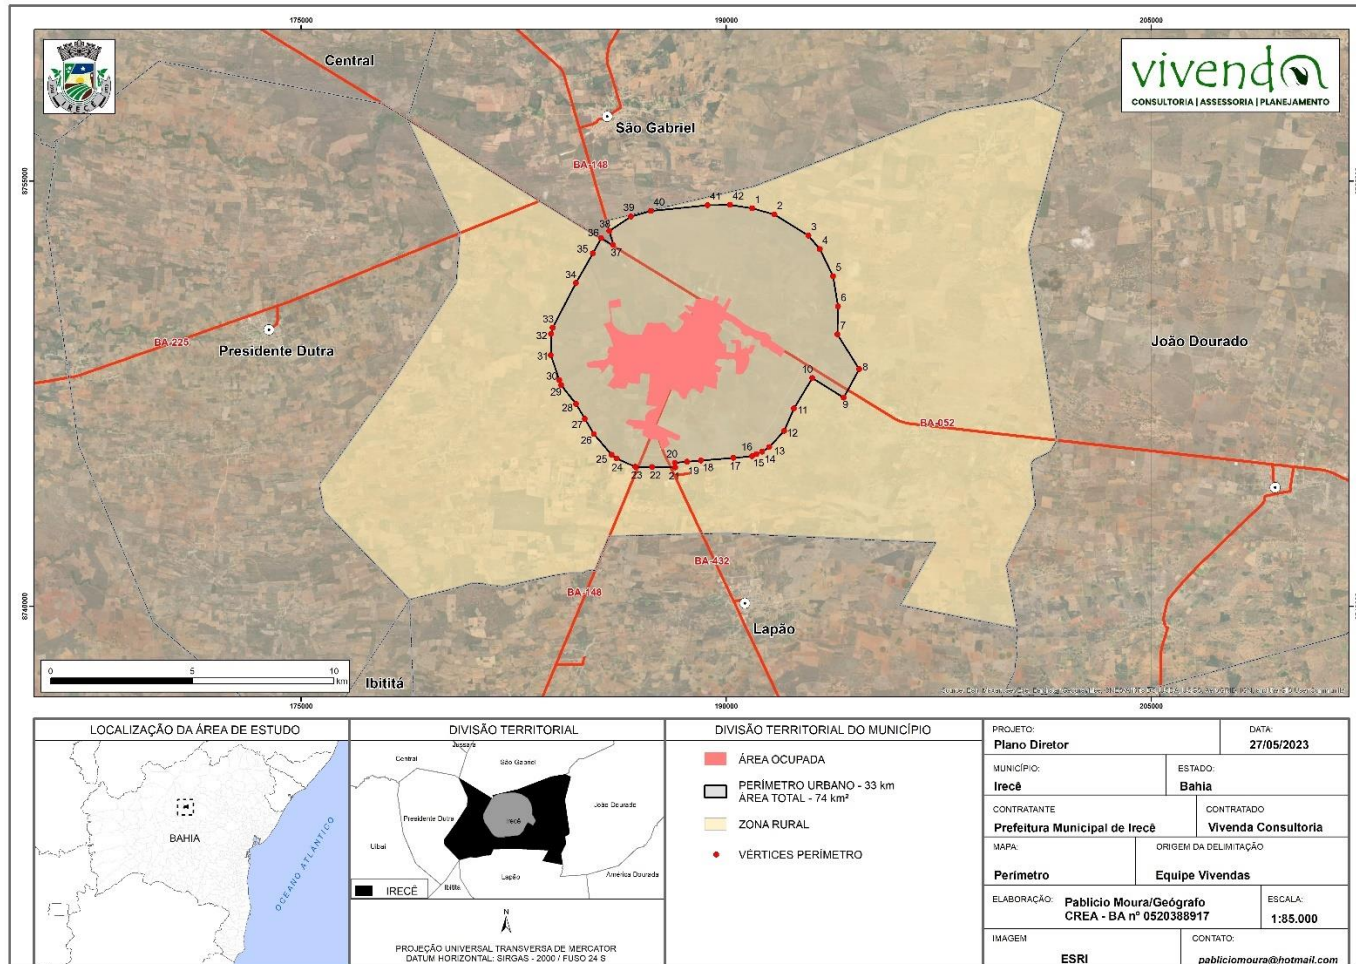 175000
190000
205000
Central
IRECÊ
vivenda
CONSULTORIA | ASSESSORIA | PLANEJAMENTO
São Gabriel
BA-148
8755000
41
42
1
2
40
39
38
3
36
4
37
35
5
34
6
33
32
7
João Dourado
BA-225
Presidente Dutra
31
8
30
10
29
9
28
11
27
BA-052
12
26
13
16
14
15
25
20
17
24
18
19
23
22
21
BA-432
BA-148
8740000
Lapão
0
5
10
km
Ibititá
175000
190000
205000
LOCALIZAÇÃO DA ÁREA DE ESTUDO
BAHIA
OCEANO ATLÂNTICO
DIVISÃO TERRITORIAL
Jussara
Central
São Gabriel
João Dourado
Presidente Dutra
Irecê
Uibaí
América Dourada
Ibititá
Lapão
IRECÊ
N
PROJEÇÃO UNIVERSAL TRANSVERSA DE MERCATOR
DATUM HORIZONTAL: SIRGAS - 2000 / FUSO 24 S
DIVISÃO TERRITORIAL DO MUNICÍPIO
ÁREA OCUPADA
PERÍMETRO URBANO - 33 km
ÁREA TOTAL - 74 km²
ZONA RURAL
VÉRTICES PERÍMETRO
PROJETO:
Plano Diretor
DATA:
27/05/2023
MUNICÍPIO:
Irecê
ESTADO:
Bahia
CONTRATANTE
Prefeitura Municipal de Irecê
CONTRATADO
Vivenda Consultoria
MAPA:
Perímetro
ORIGEM DA DELIMITAÇÃO
Equipe Vivendas
ELABORAÇÃO: Pablicio Moura/Geógrafo
CREA - BA nº 0520388917
ESCALA:
1:85.000
IMAGEM
ESRI
CONTATO:
pabliciomoura@hotmail.com